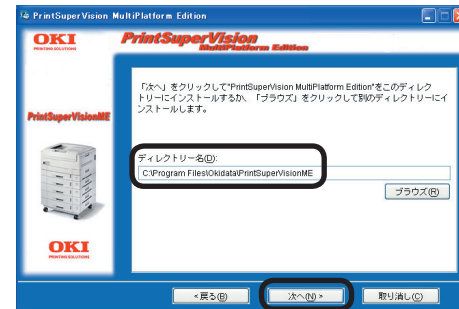 PrintSuperVision MultiPlatform Edition
OKI
PRINTING SOLUTIONS
PrintSuperVision
MultiPlatform Edition
「次へ」をクリックして"PrintSuperVision MultiPlatform Edition"をこのディレク
トリーにインストールするか、「ブラウズ」をクリックして別のディレクトリーにイ
ンストールします。
PrintSuperVisionME
ディレクトリー名(D):
C:\Program Files\Okidata\PrintSuperVisionME
ブラウズ(R)
OKI
PRINTING SOLUTIONS
<戻る(B)
次へ(N)>
取り消し(C)